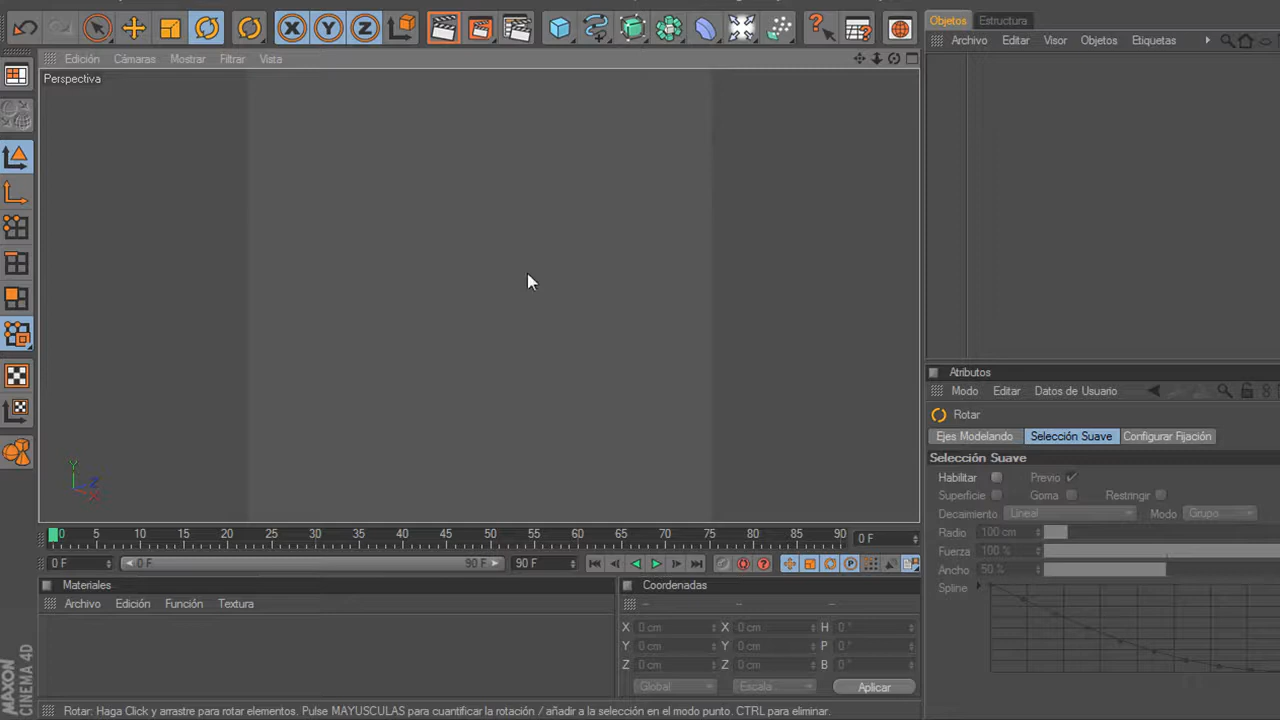 Objetos Estructura
Archivo Editar Visor Objetos Etiquetas
Edición Cámaras Mostrar Filtrar Vista
Perspectiva
Y
Z
X
Atributos
Modo Editar Datos de Usuario
Rotar
Ejes Modelando Selección Suave Configurar Fijación
Selección Suave
Habilitar Previo
Superficie Goma Restringir
Decaimiento Lineal Modo Grupo
Radio 100 cm
Fuerza 100 %
Ancho 50 %
Spline
0 5 10 15 20 25 30 35 40 45 50 55 60 65 70 75 80 85 90 0 F
0 F 0 F 90 F 90 F
Materiales
Archivo Edición Función Textura
Coordenadas
X 0 cm X 0 cm H 0 °
Y 0 cm Y 0 cm P 0 °
Z 0 cm Z 0 cm B 0 °
Global Escala Aplicar
MAXON
CINEMA 4D
Rotar: Haga Click y arrastre para rotar elementos. Pulse MAYUSCULAS para cuantificar la rotación / añadir a la selección en el modo punto. CTRL para eliminar.